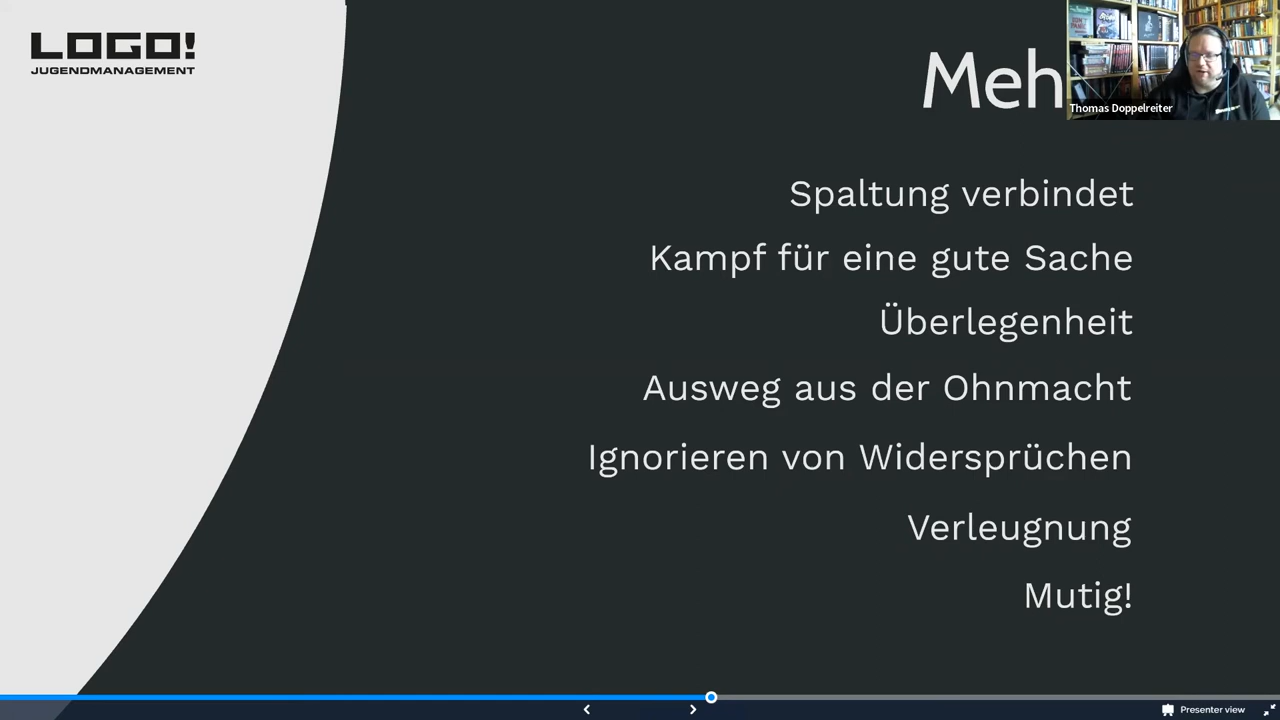 LOGO!
JUGENDMANAGEMENT
Meh
Thomas Doppelreiter
Spaltung verbindet
Kampf für eine gute Sache
Überlegenheit
Ausweg aus der Ohnmacht
Ignorieren von Widersprüchen
Verleugnung
Mutig!
Presenter view